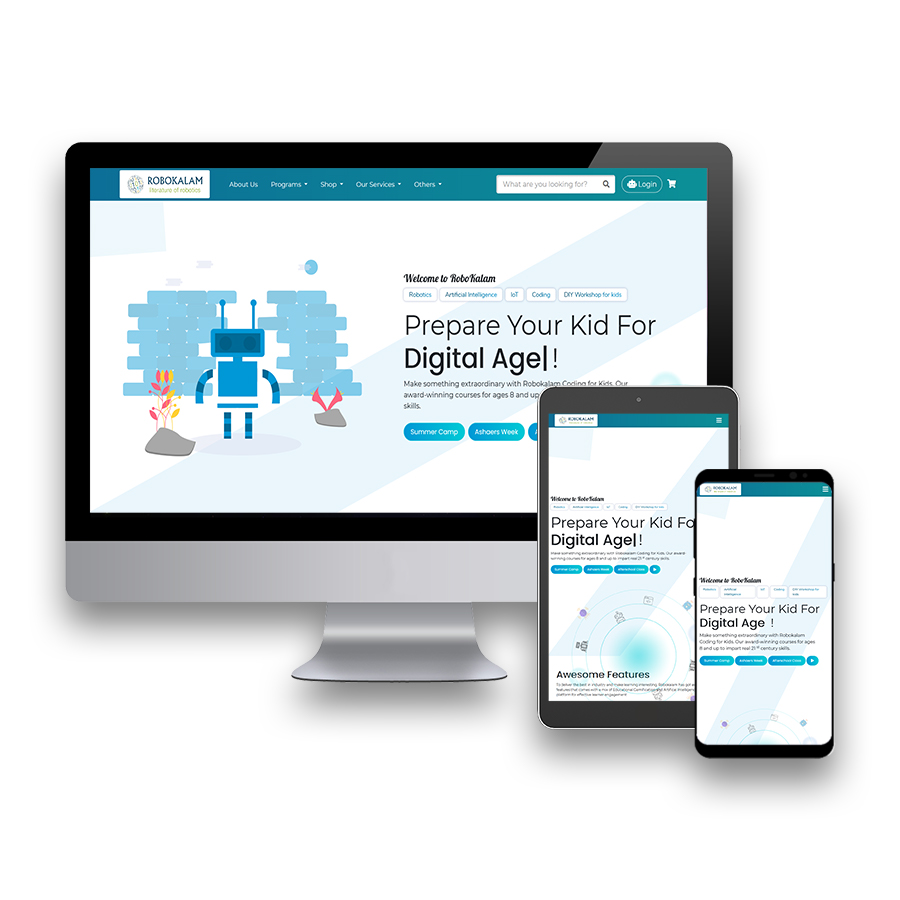 ROBOKALAM
literature of robotics
About Us Programs Shop Our Services Others What are you looking for? Login
Welcome to RoboKalam
Robotics Artificial Intelligence IoT Coding DIY Workshop for kids
Prepare Your Kid For
Digital Age| !
Make something extraordinary with Robokalam Coding for Kids. Our
award-winning courses for ages 8 and up
skills.
Summer Camp Ashaers Week A
ROBOKALAM
Welcome to RoboKalam
Robotics Artificial Intelligence IoT Coding DIY Workshop for kids
Prepare Your Kid Fo
Digital Age| !
Make something extraordinary with Robokalam Coding for Kids. Our award
winning courses for ages 8 and up to impart real 21st century skills.
Summer Camp Ashaers Week Afterschool Class
Awesome Features
To deliver the best in industry and make learning interesting, Robokalam has got
features that comes with a mix of Educational Certification and Artificial Intelligence
platform for effective learner engagement
ROBOKALAM
Welcome to RoboKalam
Robotics Artificial Intelligence IoT Coding DIY Workshop for kids
Prepare Your Kid For
Digital Age !
Make something extraordinary with Robokalam
Coding for Kids. Our award-winning courses for ages
8 and up to impart real 21st century skills.
Summer Camp Ashaers Week Afterschool Class